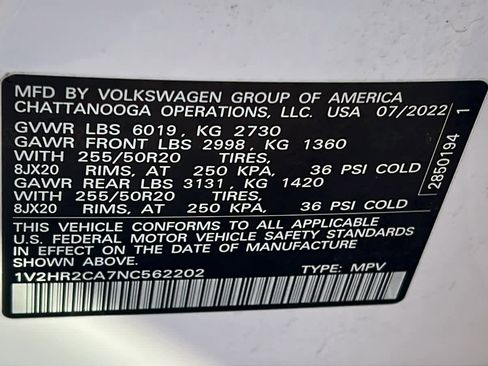 MFD BY VOLKSWAGEN GROUP OF AMERICA
CHATTANOOGA OPERATIONS, LLC. USA 07/2022
GVWR LBS 6019, KG 2730
GAWR FRONT LBS 2998, KG 1360
WITH 255/50R20 TIRES,
8JX20 RIMS, AT 250 KPA, 36 PSI COLD
GAWR REAR LBS 3131, KG 1420
WITH 255/50R20 TIRES,
8JX20 RIMS, AT 250 KPA, 36 PSI COLD
THIS VEHICLE CONFORMS TO ALL APPLICABLE
U.S. FEDERAL MOTOR VEHICLE SAFETY STANDARDS
IN EFFECT ON THE DATE OF MANUFACTURE
SHOWN ABOVE.
1V2HR2CA7NC562202 TYPE: MPV
2850194 1